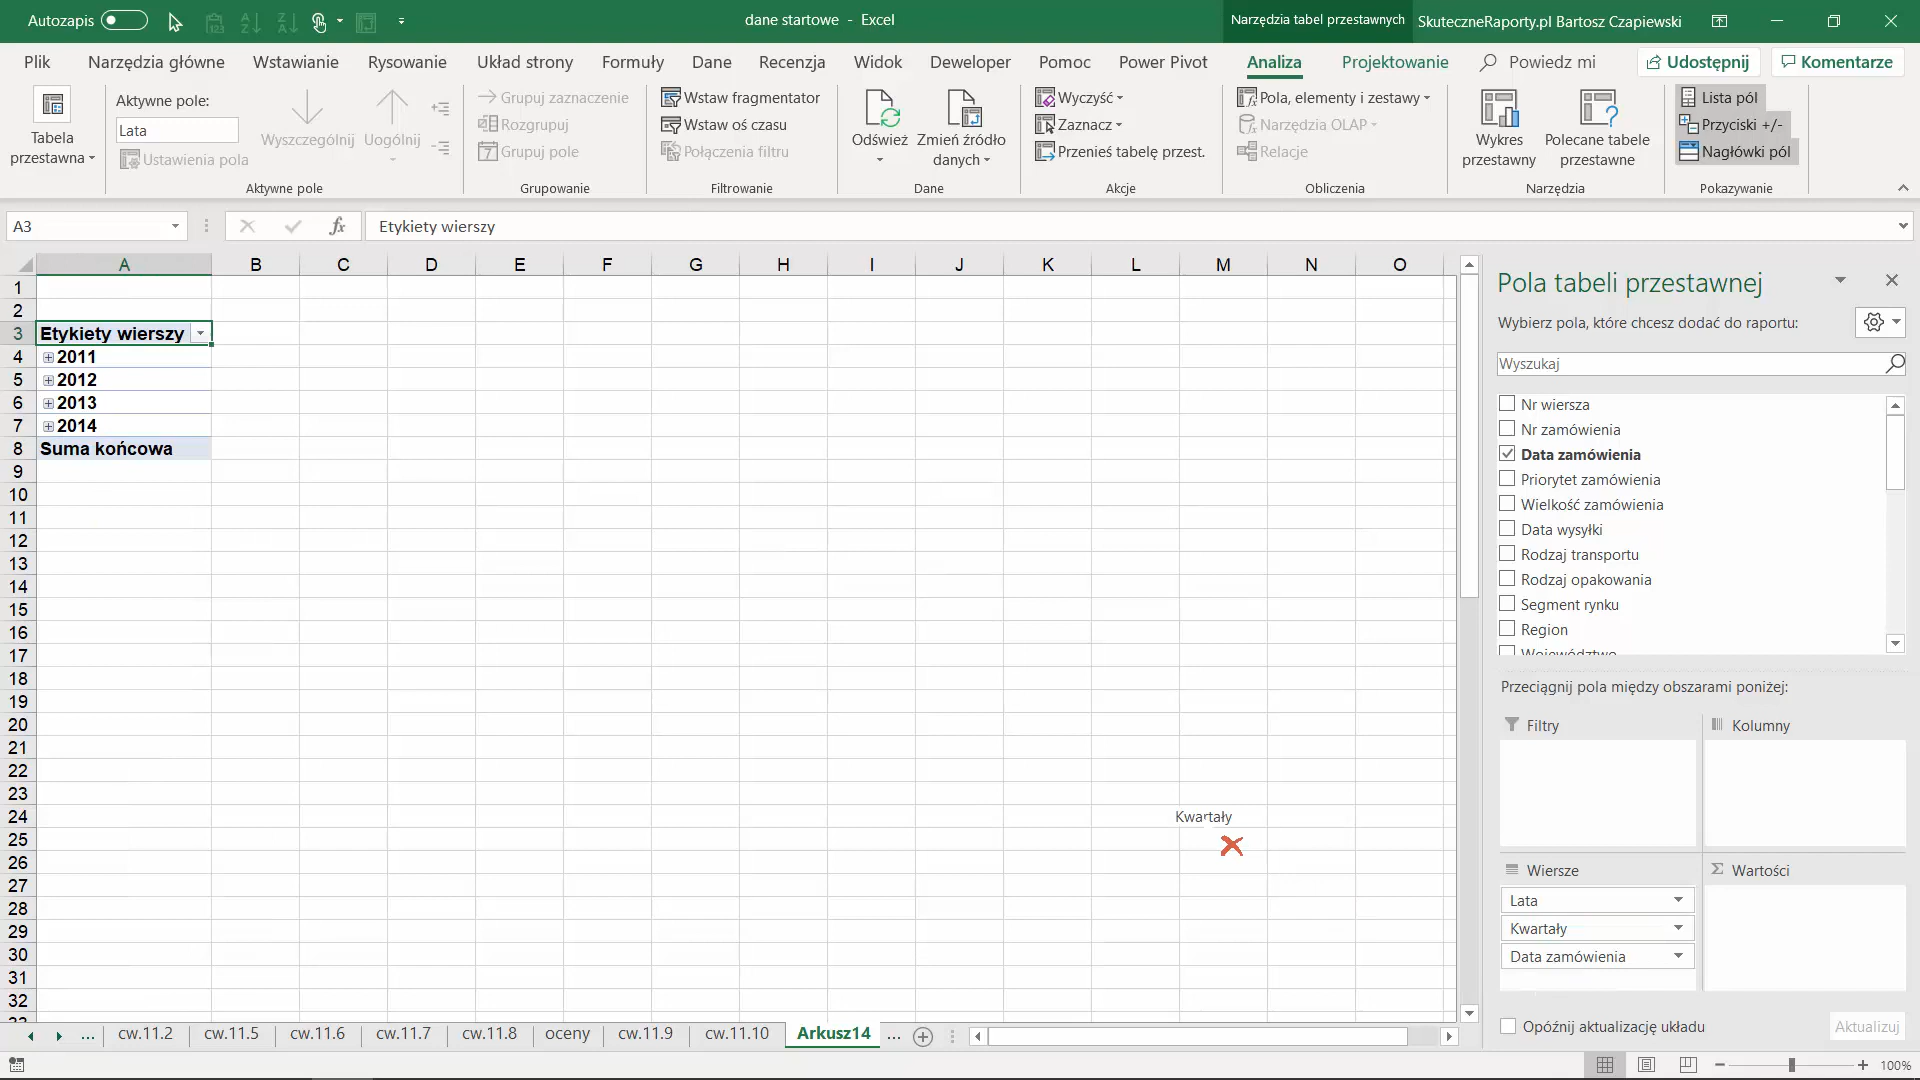 Autozapis
dane startowe - Excel
Narzędzia tabel przestawnych
SkuteczneRaporty.pl Bartosz Czapiewski
Plik Narzędzia główne Wstawianie Rysowanie Układ strony Formuły Dane Recenzja Widok Developer Pomoc Power Pivot Analiza Projektowanie Powiedz mi Udostępnij Komentarze
Tabela
przestawna
Aktywne pole:
Lata
Ustawienia pola
Wyszczególnij
Uogólnij
Aktywne pole
Grupuj zaznaczenie
Rozgrupuj
Grupuj pole
Grupowanie
Wstaw fragmentator
Wstaw oś czasu
Połączenia filtru
Filtrowanie
Odśwież
Zmień źródło
danych
Dane
Wyczyść
Zaznacz
Przenieś tabelę przest.
Akcje
Pola, elementy i zestawy
Narzędzia OLAP
Relacje
Obliczenia
Wykres
przestawny
Polecane tabele
przestawne
Narzędzia
Lista pól
Przyciski +/-
Nagłówki pól
Pokazywanie
A3
fx
Etykiety wierszy
A B C D E F G H I J K L M N O
1
2
3 Etykiety wierszy
4 2011
5 2012
6 2013
7 2014
8 Suma końcowa
9
10
11
12
13
14
15
16
17
18
19
20
21
22
23
24 Kwartały
25
26
27
28
29
30
31
32
Pola tabeli przestawnej
Wybierz pola, które chcesz dodać do raportu:
Wyszukaj
Nr wiersza
Nr zamówienia
Data zamówienia
Priorytet zamówienia
Wielkość zamówienia
Data wysyłki
Rodzaj transportu
Rodzaj opakowania
Segment rynku
Region
Województwo
Przeciągnij pola między obszarami poniżej:
Filtry
Kolumny
Wiersze
Σ Wartości
Lata
Kwartały
Data zamówienia
Opóźnij aktualizację układu
Aktualizuj
... cw.11.2 cw.11.5 cw.11.6 cw.11.7 cw.11.8 oceny cw.11.9 cw.11.10 Arkusz14 ...
100%